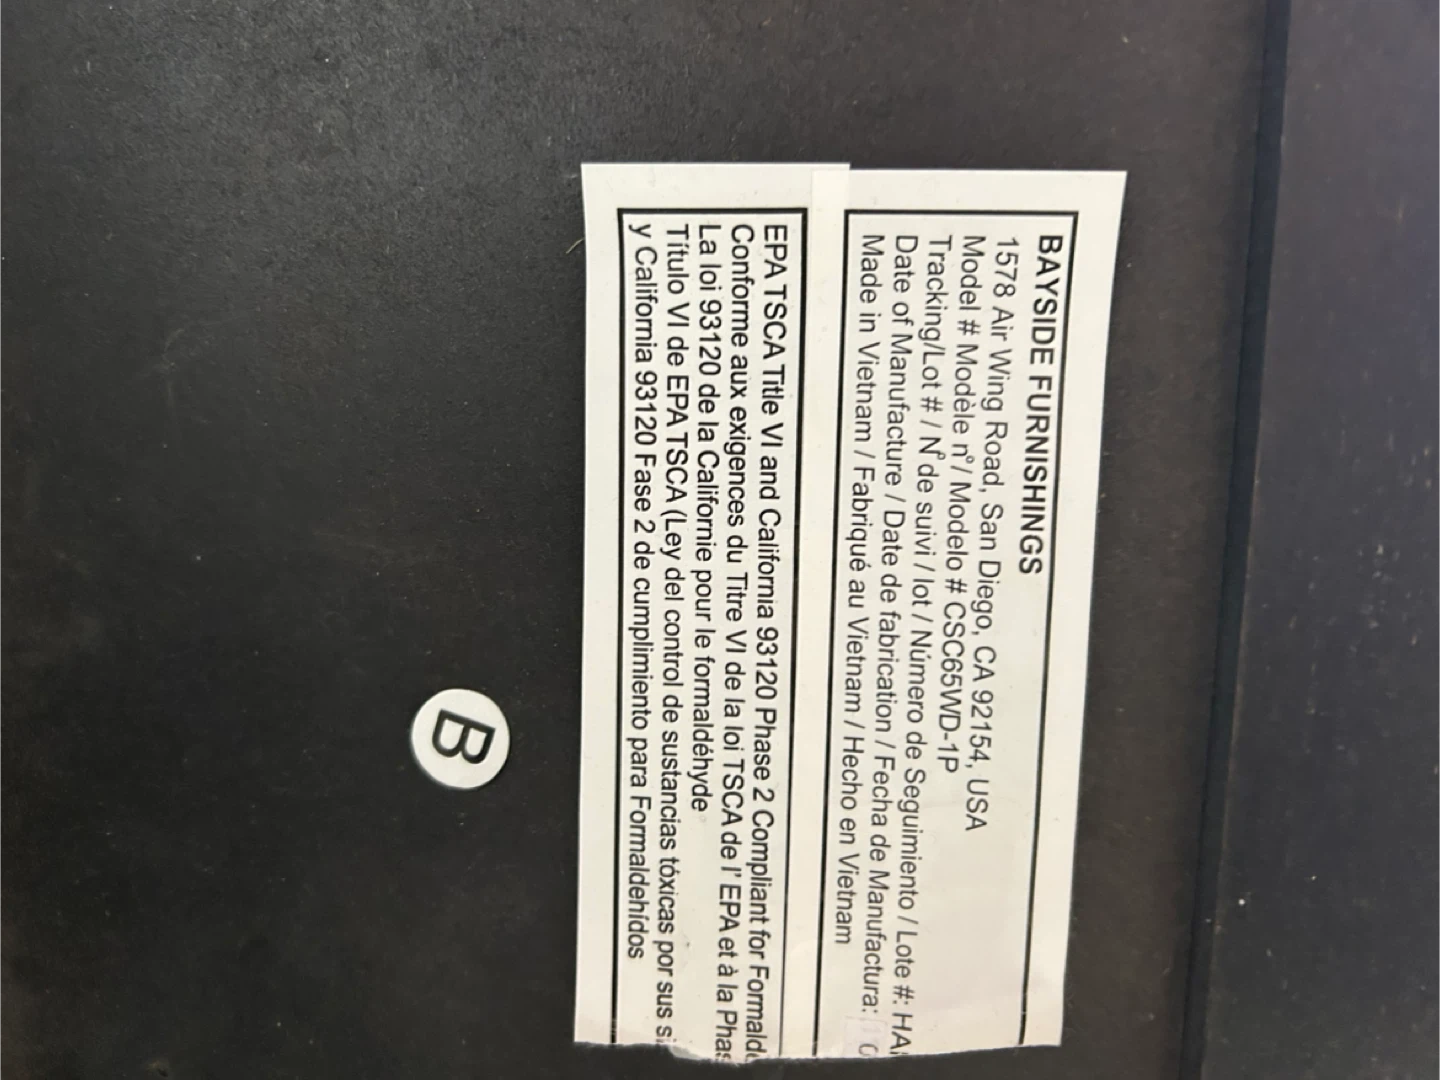 BAYSIDE FURNISHINGS
1578 Air Wing Road, San Diego, CA 92154, USA
Model # Modèle nº / Modelo # CSC65WD-1P
Tracking/Lot # / Nº de suivi / lot / Número de Seguimiento / Lote #:
Date of Manufacture / Date de fabrication / Fecha de Manufactura:
Made in Vietnam / Fabriqué au Vietnam / Hecho en Vietnam
EPA TSCA Title VI and California 93120 Phase 2 Compliant for
Conforme aux exigences du Titre VI de la loi TSCA de l' EPA et à la
La loi 93120 de la Californie pour le formaldéhyde
Título VI de EPA TSCA (Ley del control de sustancias tóxicas por sus
y California 93120 Fase 2 de cumplimiento para Formaldehídos
B